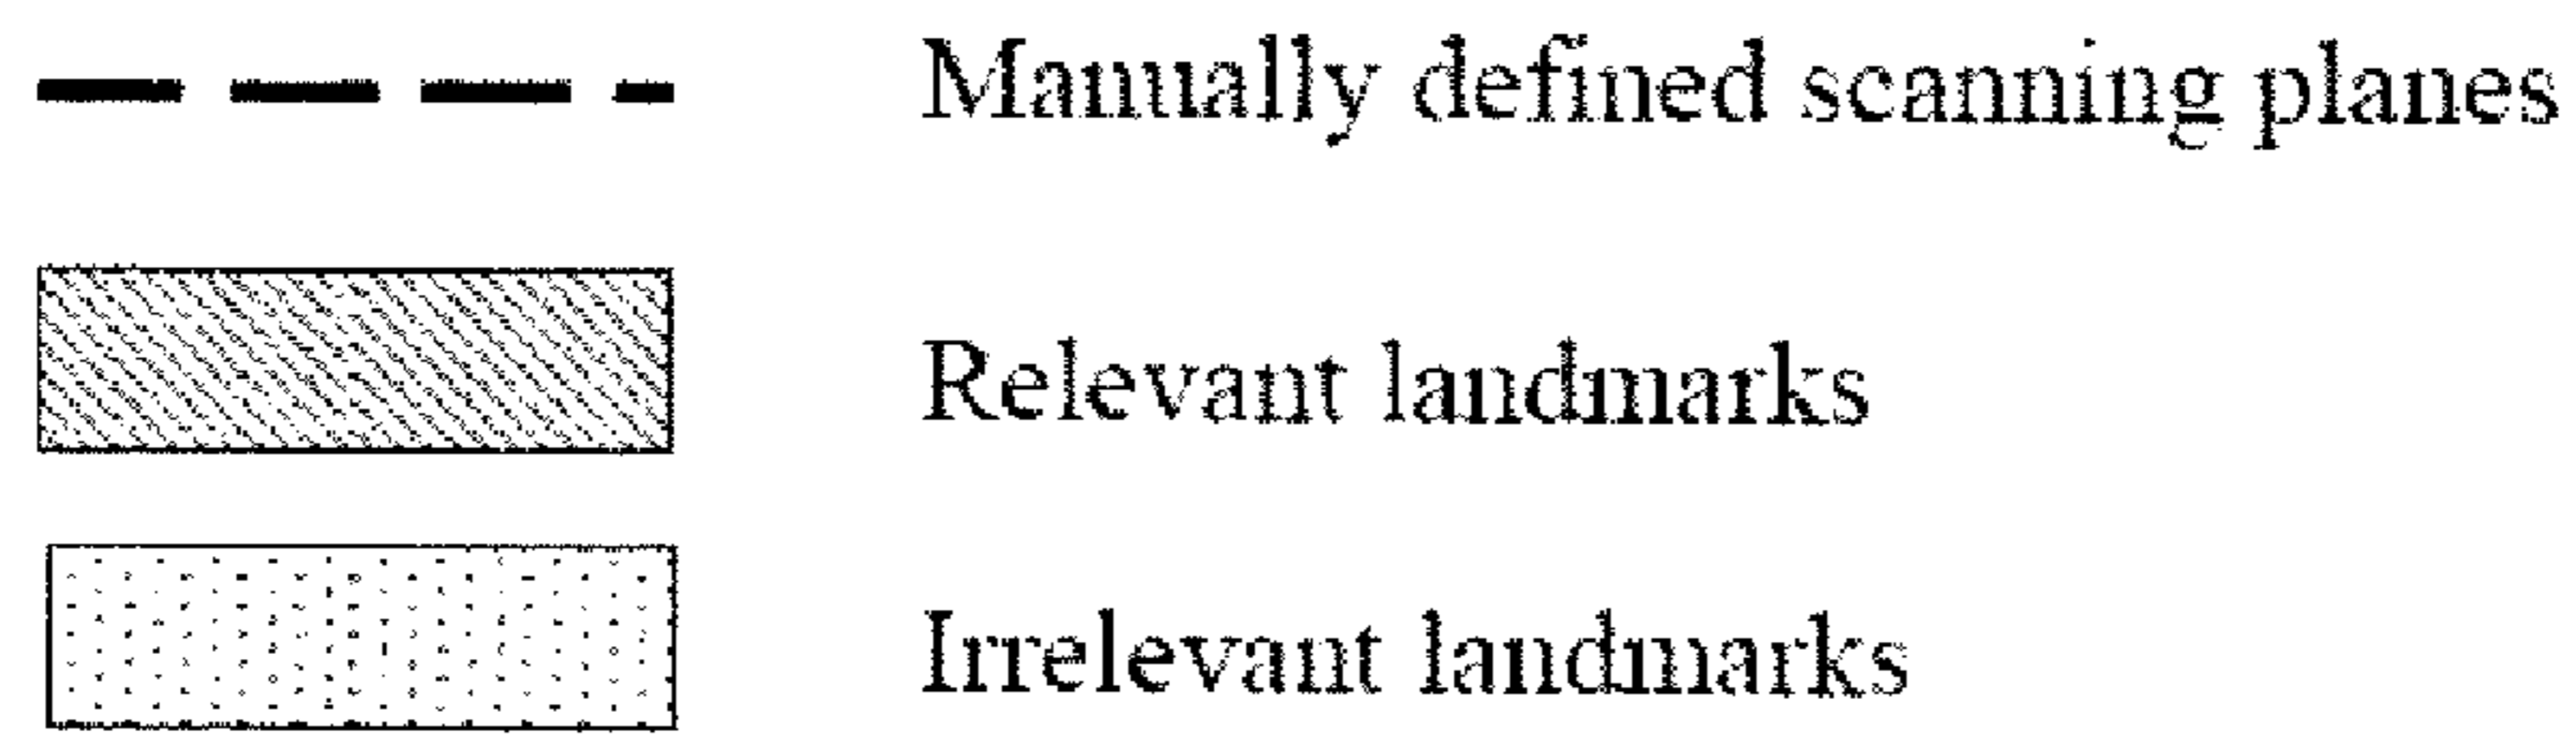 Manually defined scanning planes
Relevant landmarks
Irrelevant landmarks